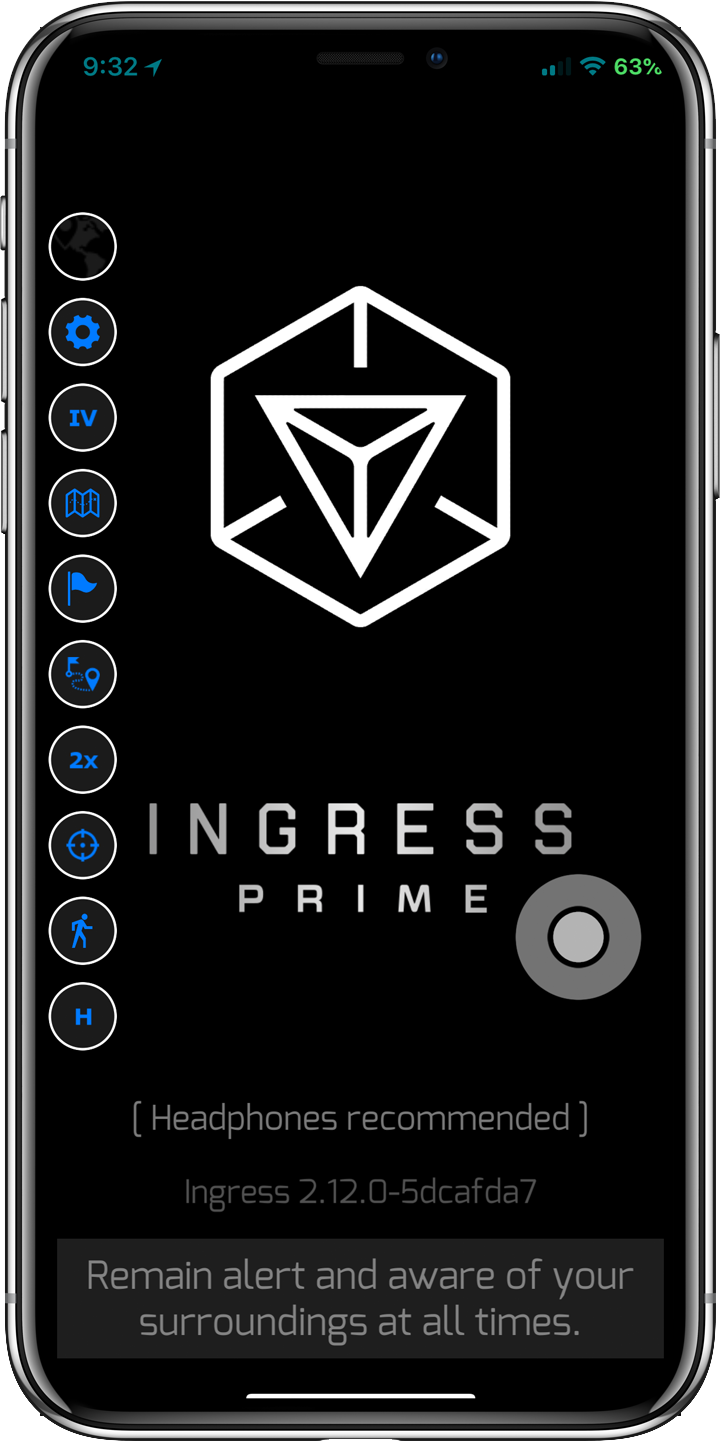 9:32
63%
IV
2x
INGRESS
PRIME
H
[ Headphones recommended ]
Ingress 2.12.0-5dcafda7
Remain alert and aware of your
surroundings at all times.